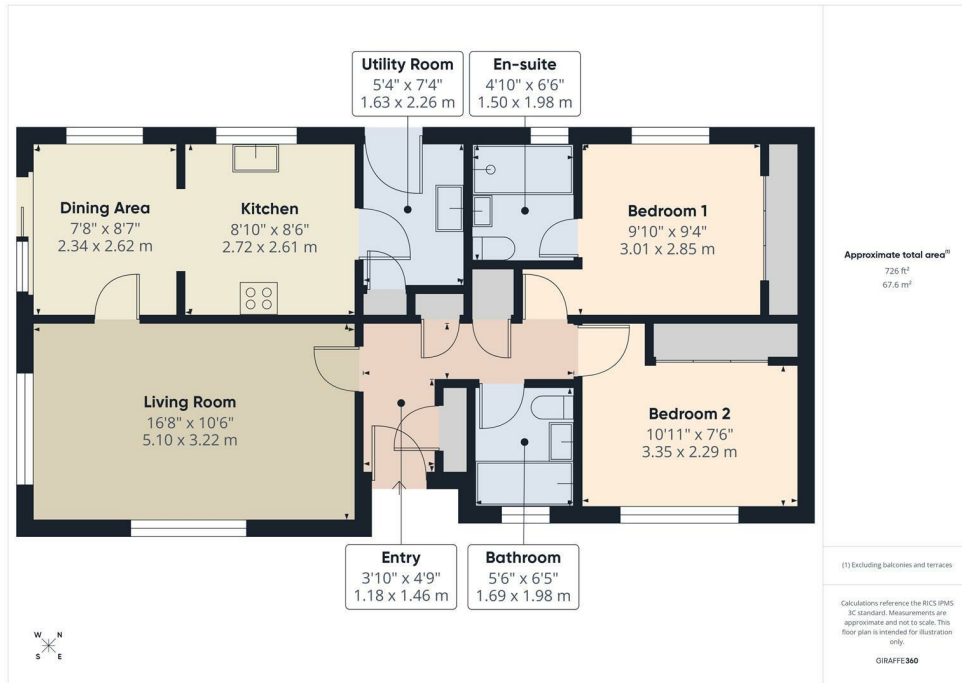 Utility Room
5'4" x 7'4"
1.63 x 2.26 m
En-suite
4'10" x 6'6"
1.50 x 1.98 m
Dining Area
7'8" x 8'7"
2.34 x 2.62 m
Kitchen
8'10" x 8'6"
2.72 x 2.61 m
Bedroom 1
9'10" x 9'4"
3.01 x 2.85 m
Living Room
16'8" x 10'6"
5.10 x 3.22 m
Bedroom 2
10'11" x 7'6"
3.35 x 2.29 m
Entry
3'10" x 4'9"
1.18 x 1.46 m
Bathroom
5'6" x 6'5"
1.69 x 1.98 m
W N
S E
Approximate total area(1)
726 ft²
67.6 m²
(1) Excluding balconies and terraces
Calculations reference the RICS IPMS
3C standard. Measurements are
approximate and not to scale. This
floor plan is intended for illustration
only.
GIRAFFE360